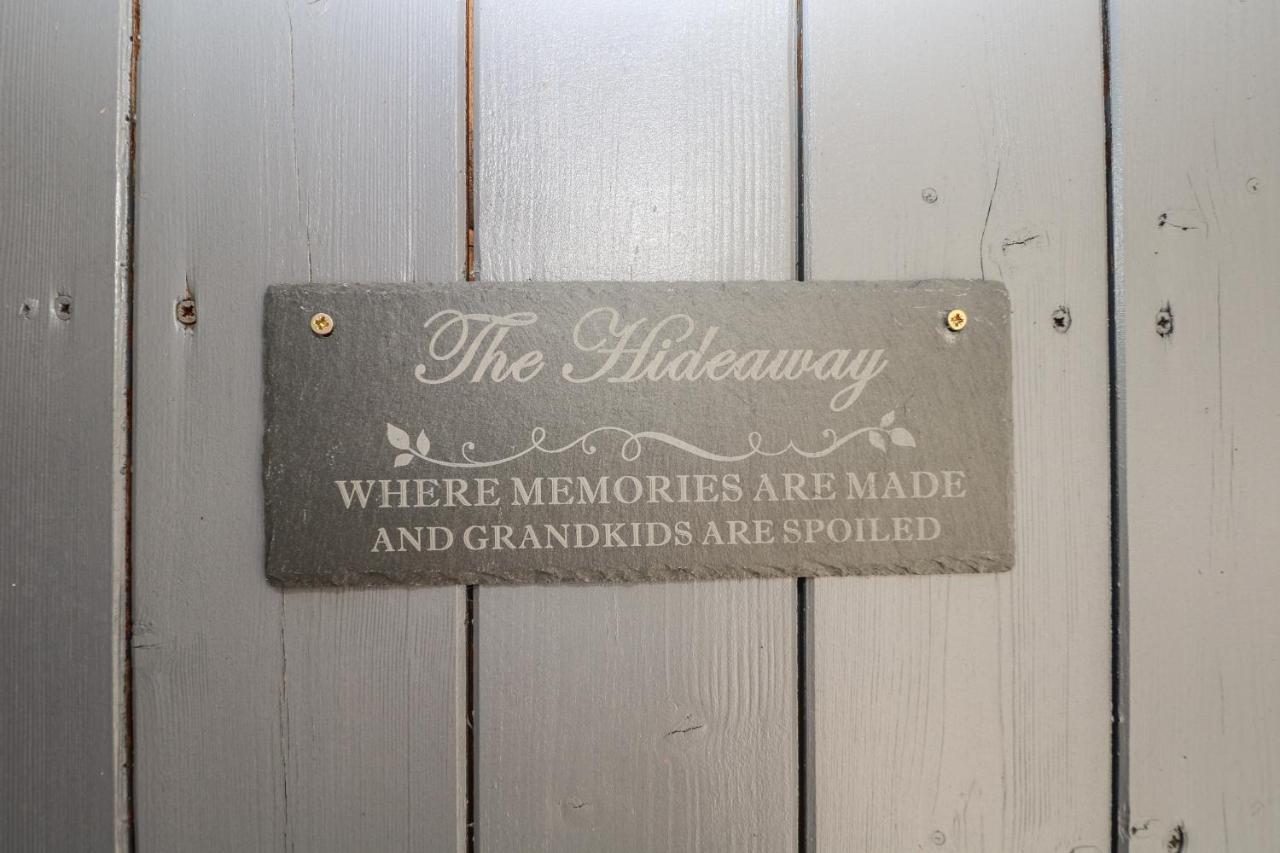 The Hideaway
WHERE MEMORIES ARE MADE
AND GRANDKIDS ARE SPOILED